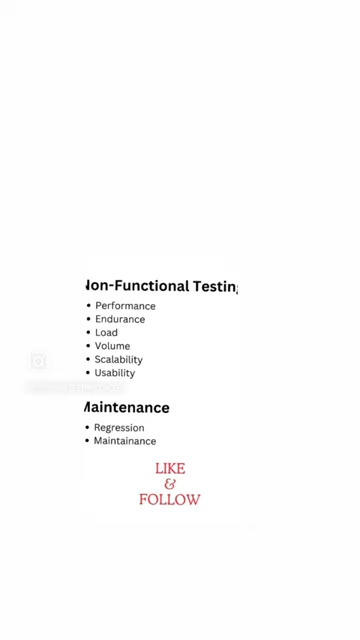 Non-Functional Testing
• Performance
• Endurance
• Load
• Volume
• Scalability
• Usability
Maintenance
• Regression
• Maintainance
LIKE
&
FOLLOW